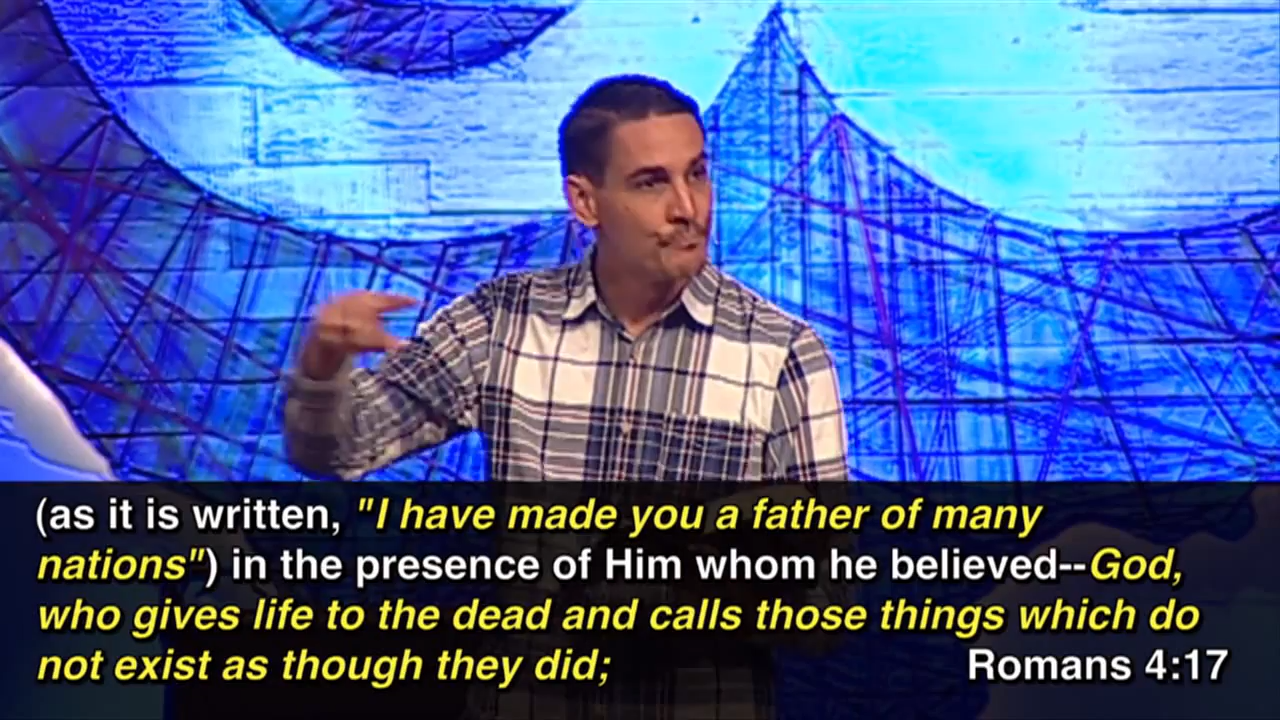 (as it is written, "I have made you a father of many
nations") in the presence of Him whom he believed--God,
who gives life to the dead and calls those things which do
not exist as though they did;
Romans 4:17